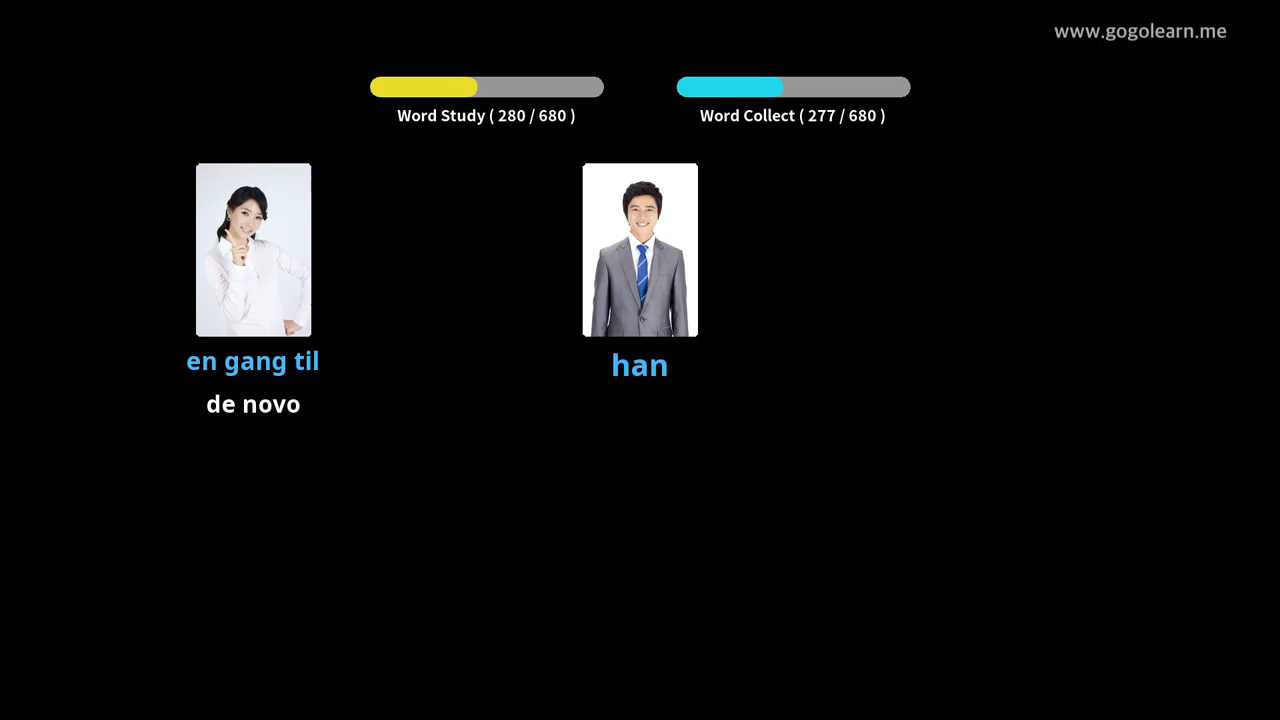 www.gogolearn.me
Word Study ( 280 / 680 )
Word Collect ( 277 / 680 )
en gang til
han
de novo